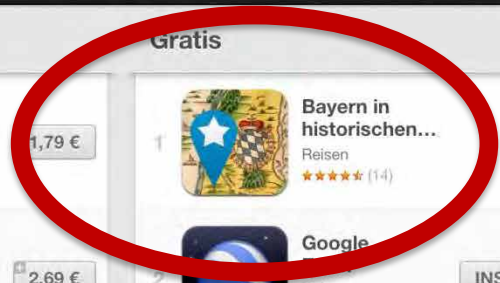 Gratis
1,79 €
1
Bayern in
historischen...
Reisen
(14)
Google
2,69 €
2
INS